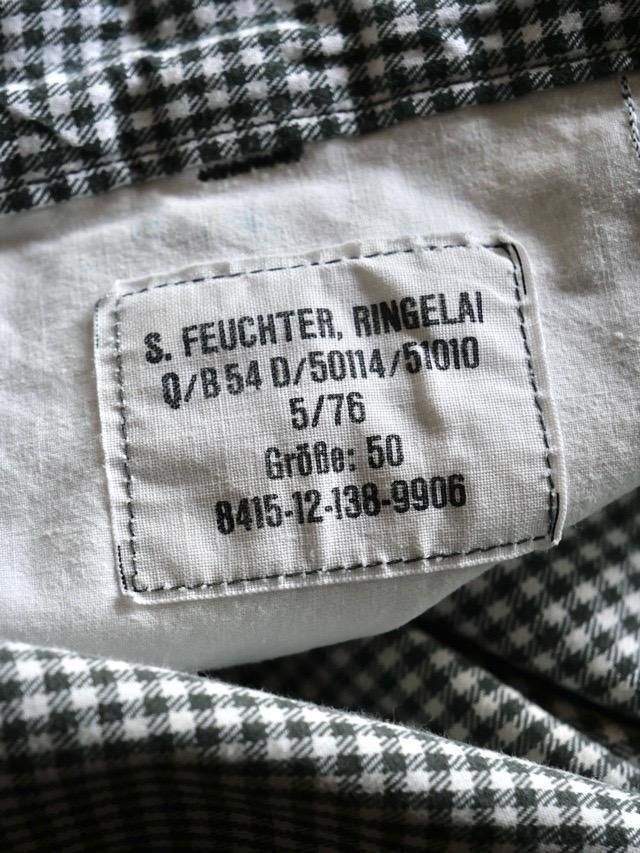 S. FEUCHTER, RINGELAI
Q/B 54 D/50114/51010
5/76
Größe: 50
8415-12-138-9906